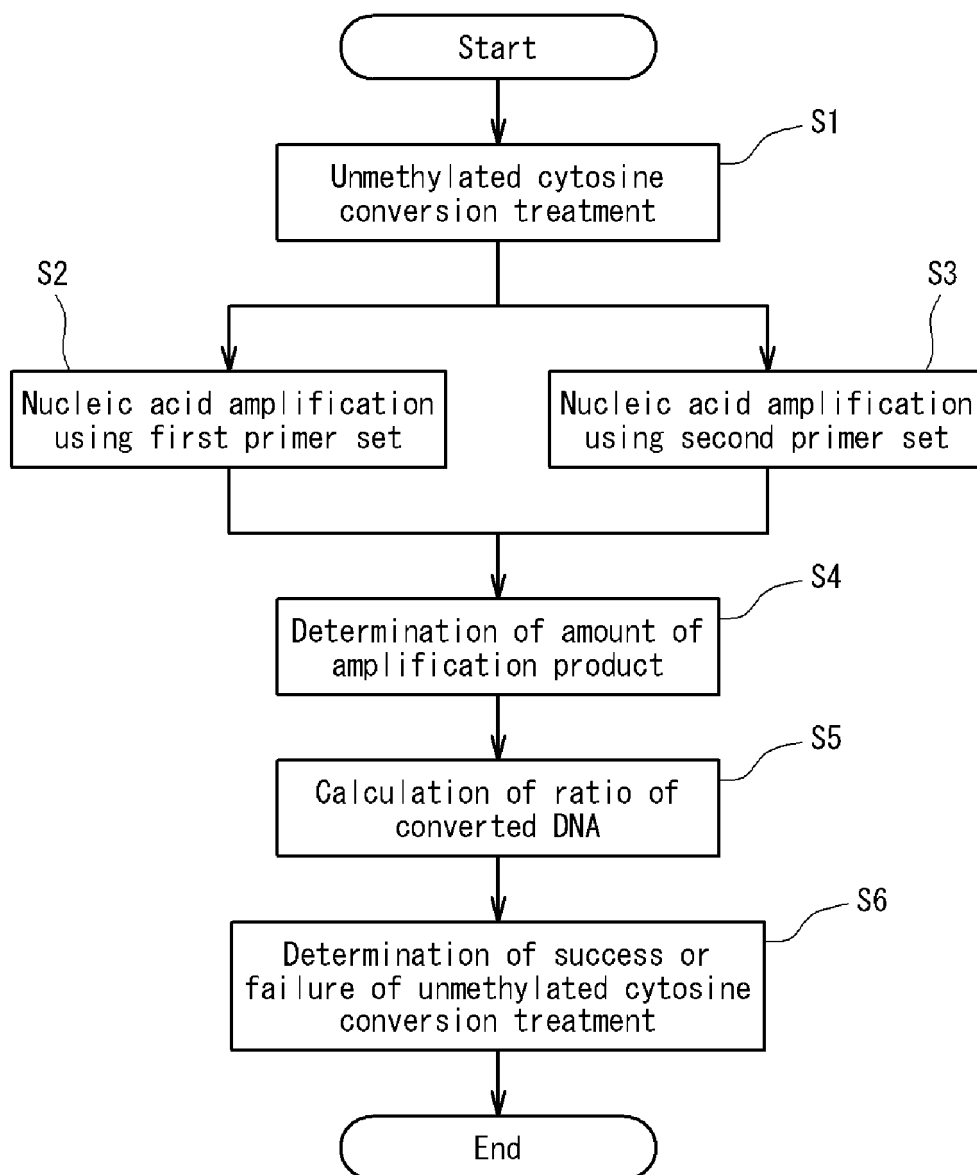 Start
S1
Unmethylated cytosine
conversion treatment
S2
S3
Nucleic acid amplification
using first primer set
Nucleic acid amplification
using second primer set
S4
Determination of amount of
amplification product
S5
Calculation of ratio of
converted DNA
S6
Determination of success or
failure of unmethylated cytosine
conversion treatment
End